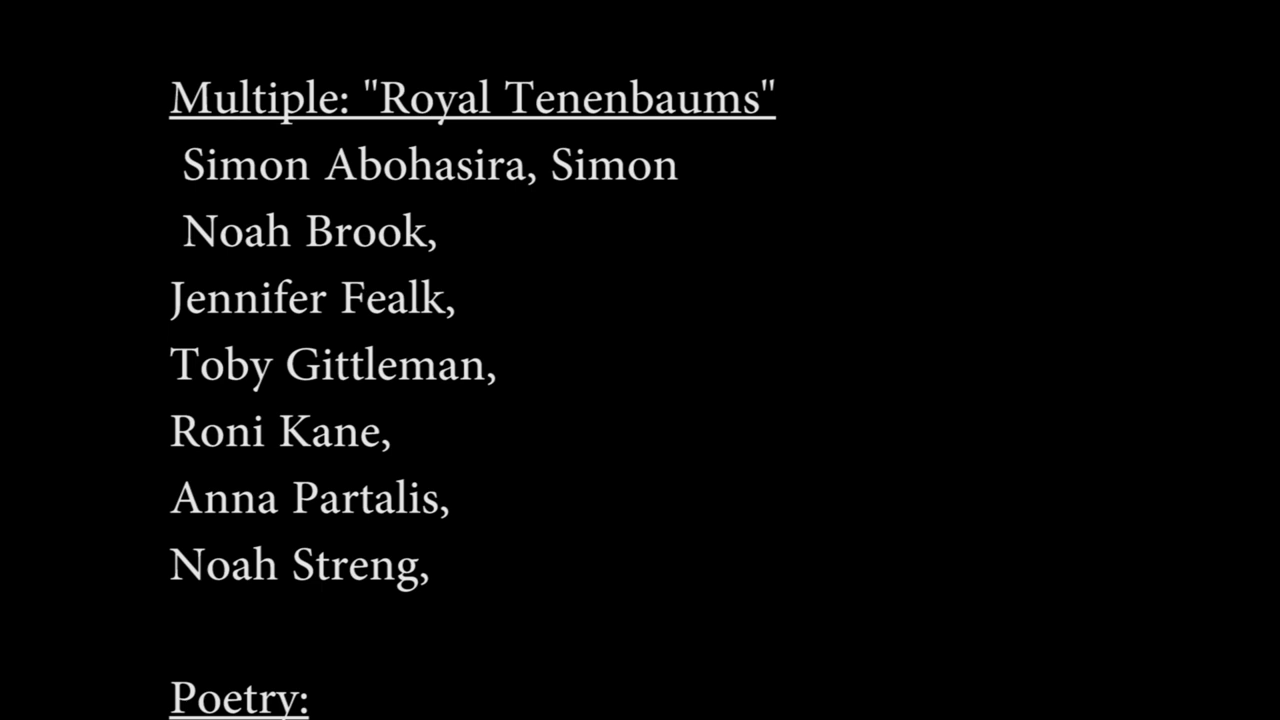 Multiple: "Royal Tenenbaums"
Simon Abohasira, Simon
Noah Brook,
Jennifer Fealk,
Toby Gittleman,
Roni Kane,
Anna Partalis,
Noah Streng,
Poetry: